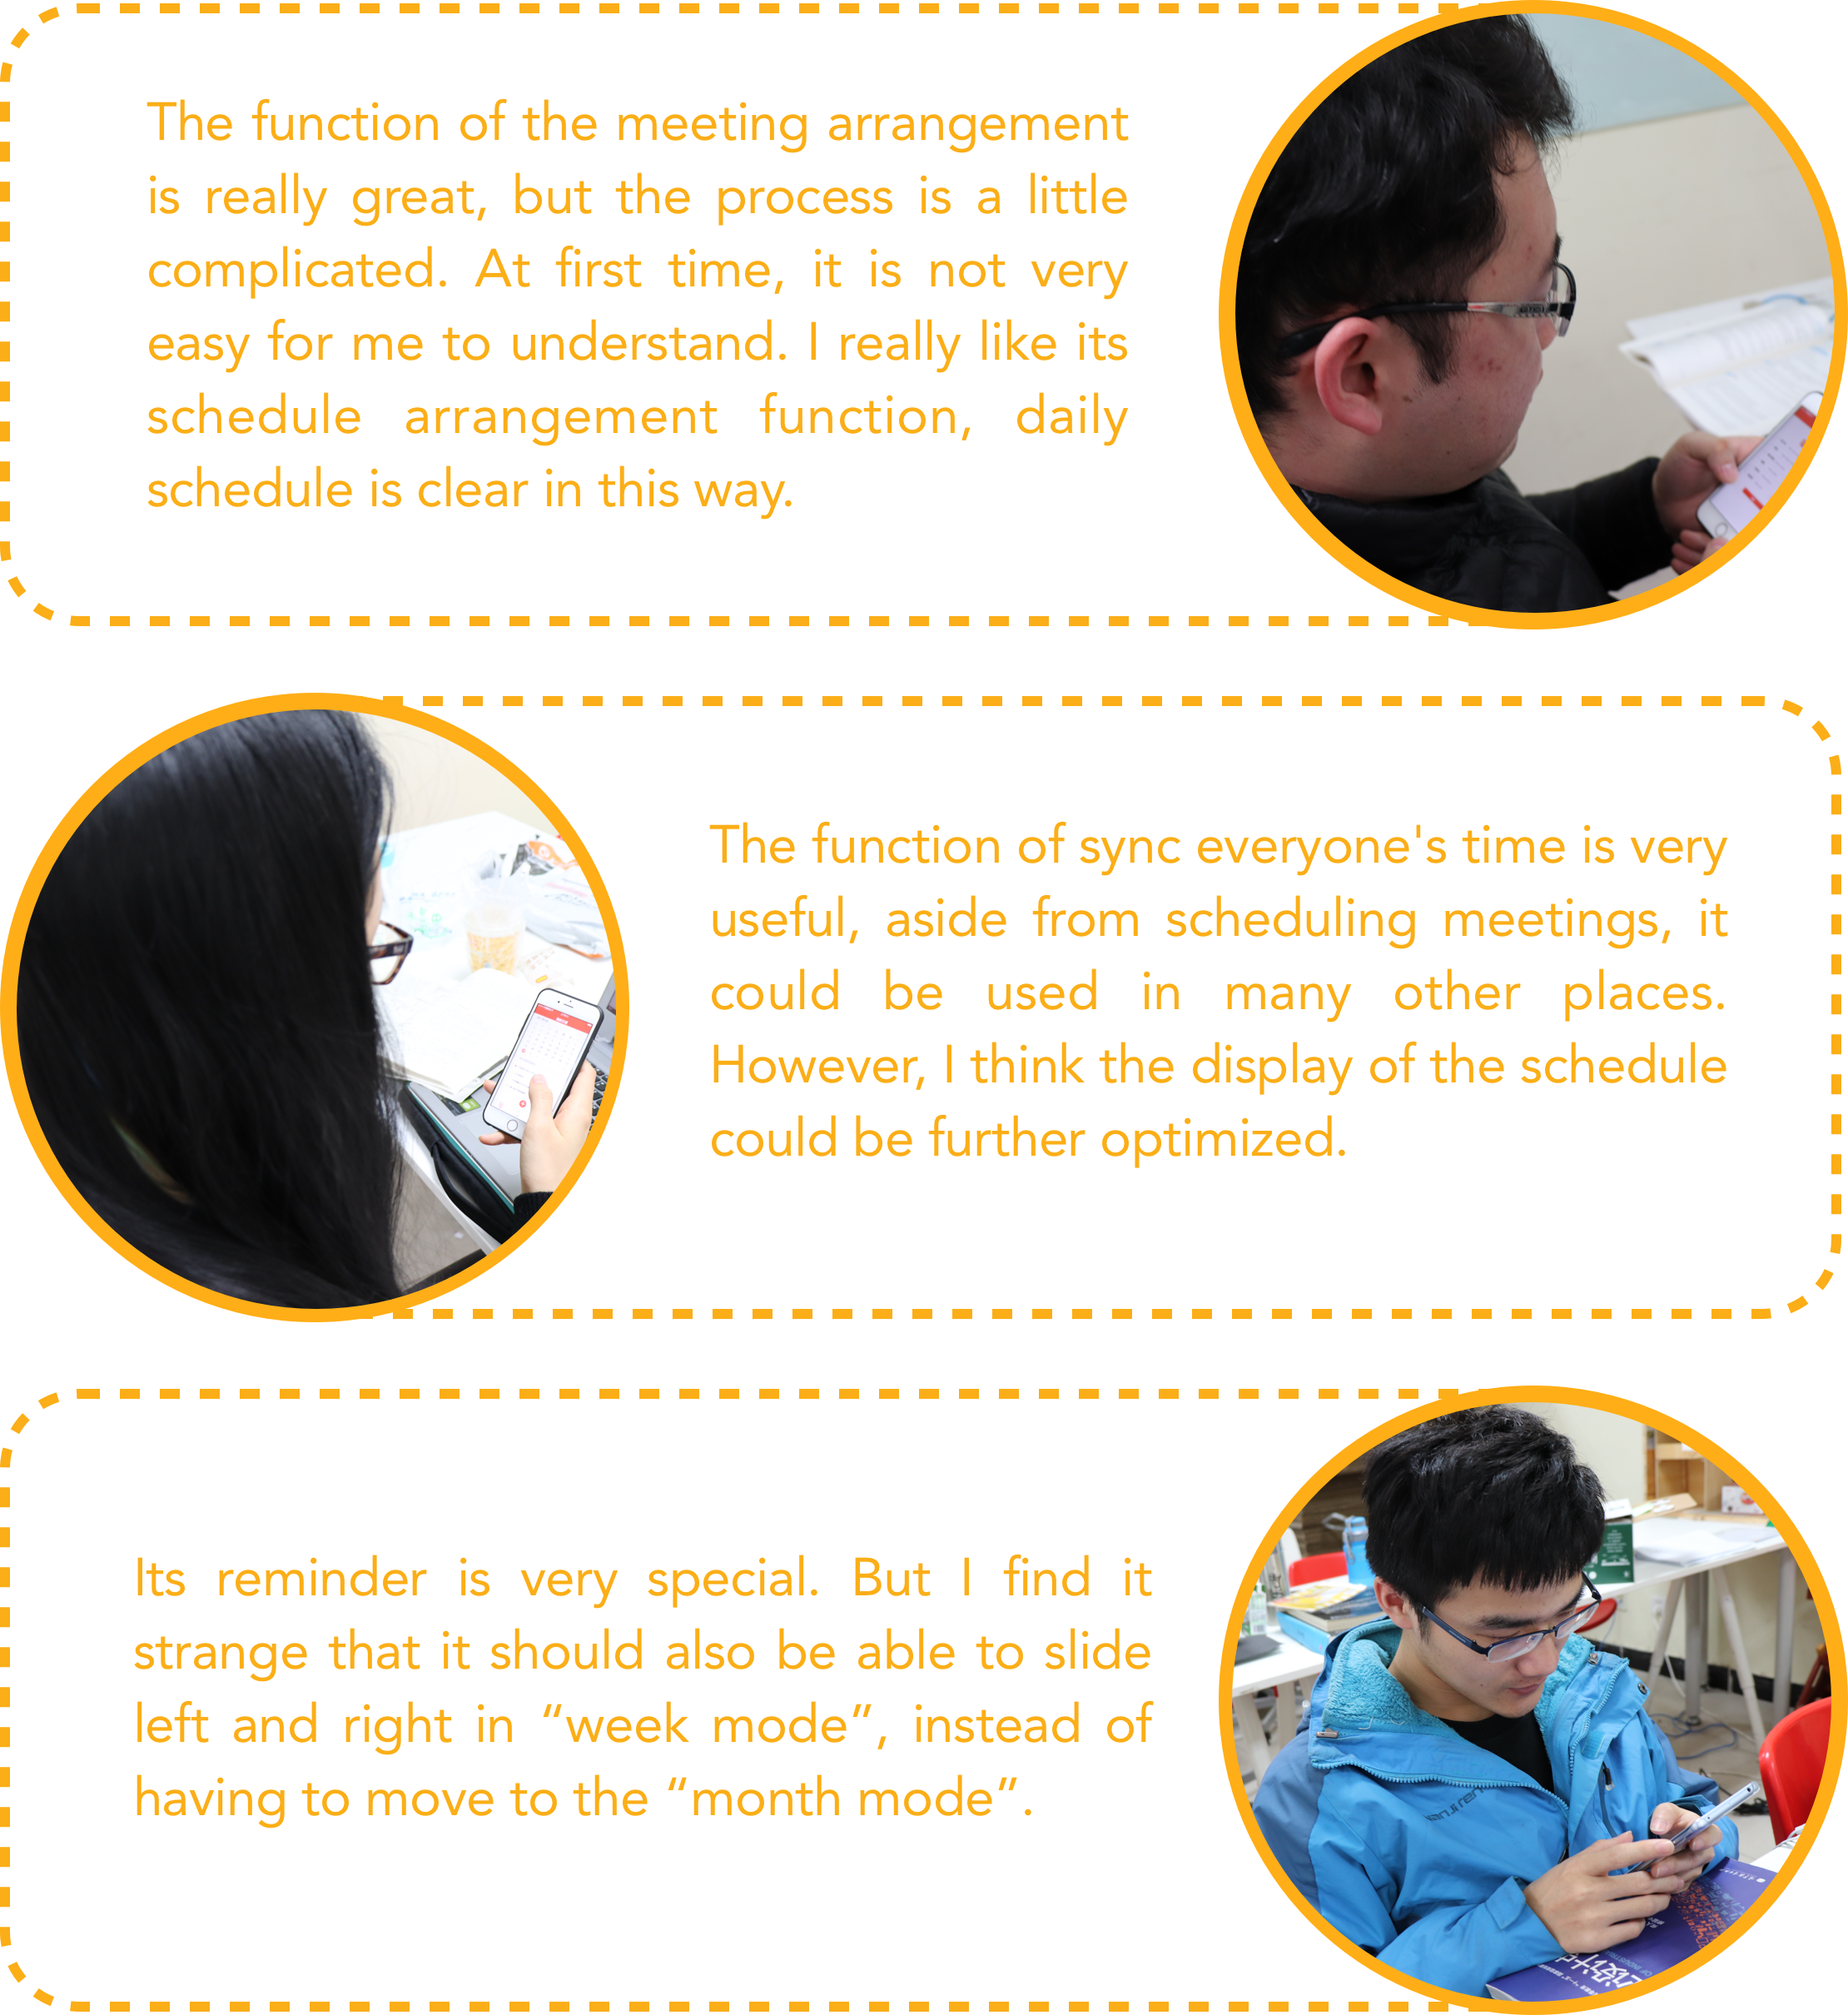 The function of the meeting arrangement
is really great, but the process is a little
complicated. At first time, it is not very
easy for me to understand. I really like its
schedule arrangement function, daily
schedule is clear in this way.
The function of sync everyone's time is very
useful, aside from scheduling meetings, it
could be used in many other places.
However, I think the display of the schedule
could be further optimized.
Its reminder is very special. But I find it
strange that it should also be able to slide
left and right in “week mode”, instead of
having to move to the “month mode”.